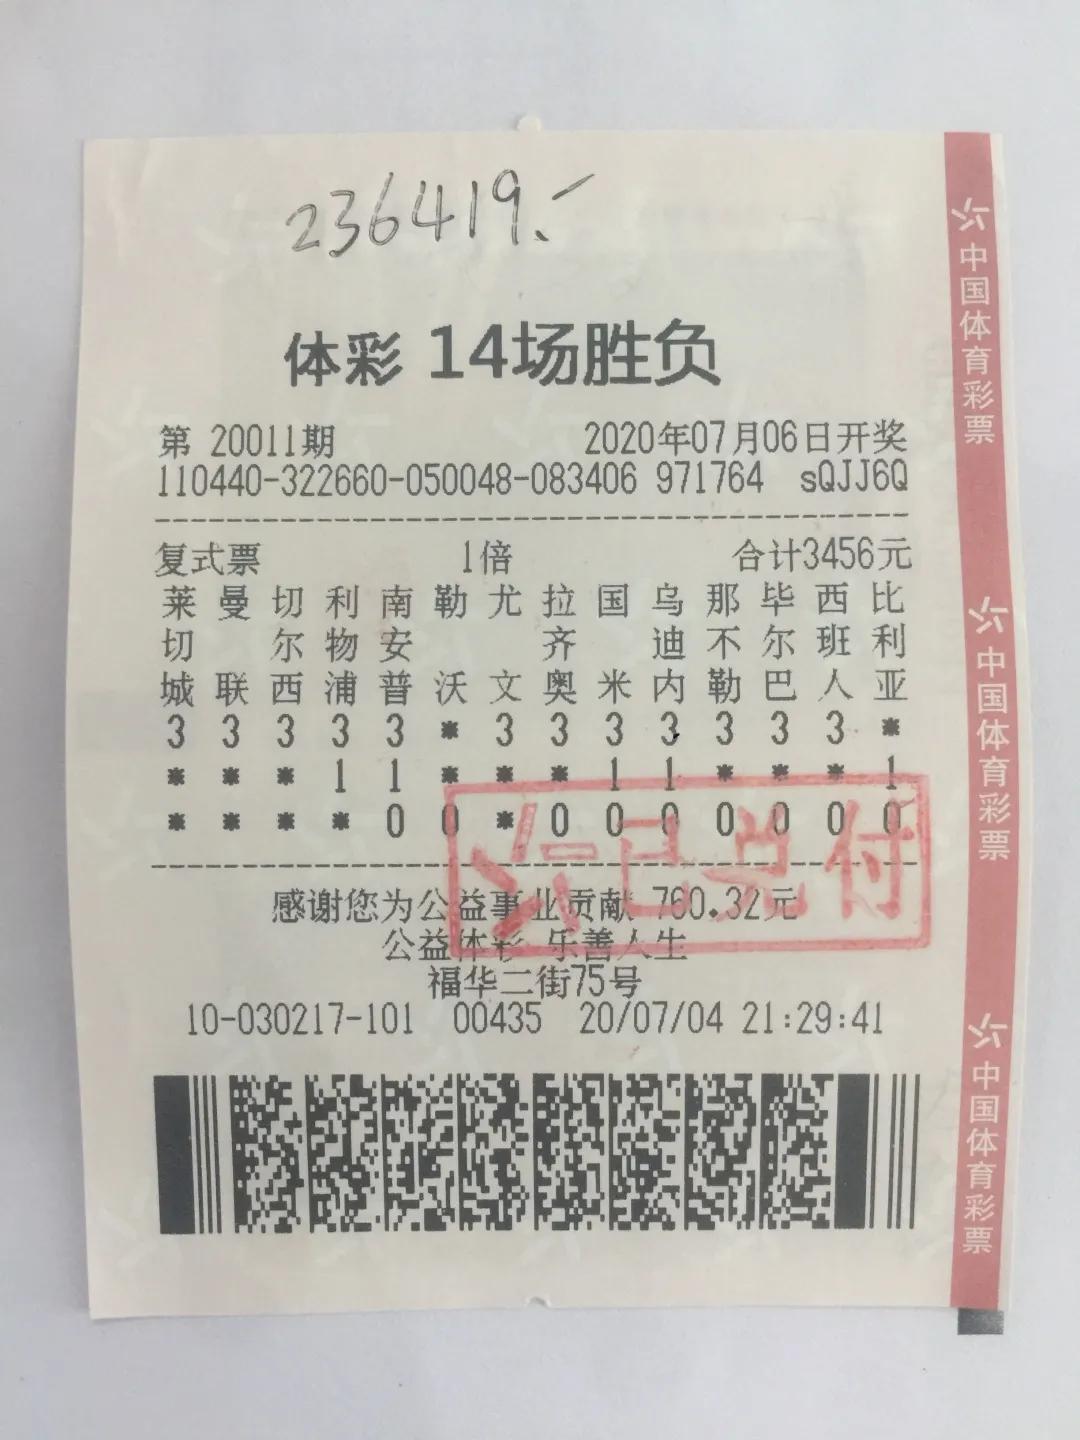 236419.-
体彩 14场胜负
第 20011期 2020年07月06日开奖
110440-322660-050048-083406 971764 sQJJ6Q
复式票 1倍 合计3456元
莱 曼 切 利 南 勒 尤 拉 国 乌 那 毕 西 比
切 尔 物 安 齐 迪 不 尔 班 利
城 联 西 浦 普 沃 文 奥 米 内 勒 巴 人 亚
3 3 3 3 3 * 3 3 3 3 3 3 3 *
* * * 1 1 * * * 1 1 * * * 1
* * * * 0 0 * 0 0 0 0 0 0 0
已兑付
感谢您为公益事业贡献 760.32元
公益体彩 乐善人生
福华二街75号
10-030217-101 00435 20/07/04 21:29:41
中国体育彩票
中国体育彩票
中国体育彩票